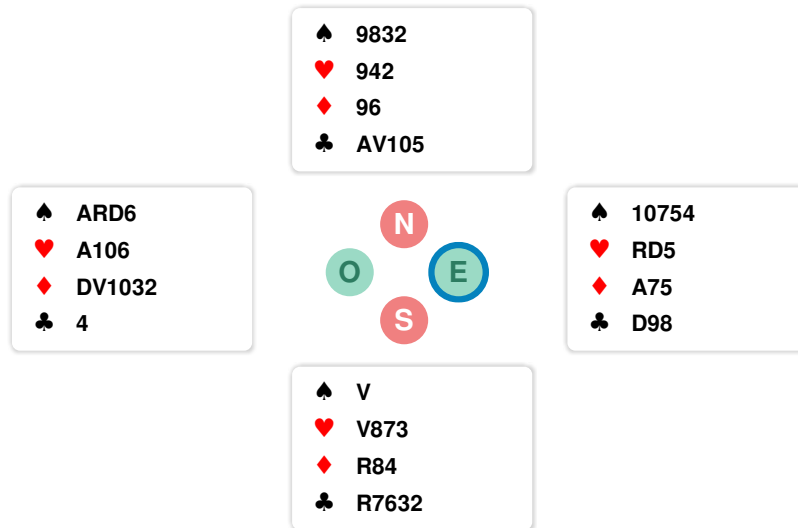 ♠ 9832
♥ 942
♦ 96
♣ AV105
♠ ARD6
♥ A106
♦ DV1032
♣ 4
N
O E
S
♠ 10754
♥ RD5
♦ A75
♣ D98
♠ V
♥ V873
♦ R84
♣ R7632